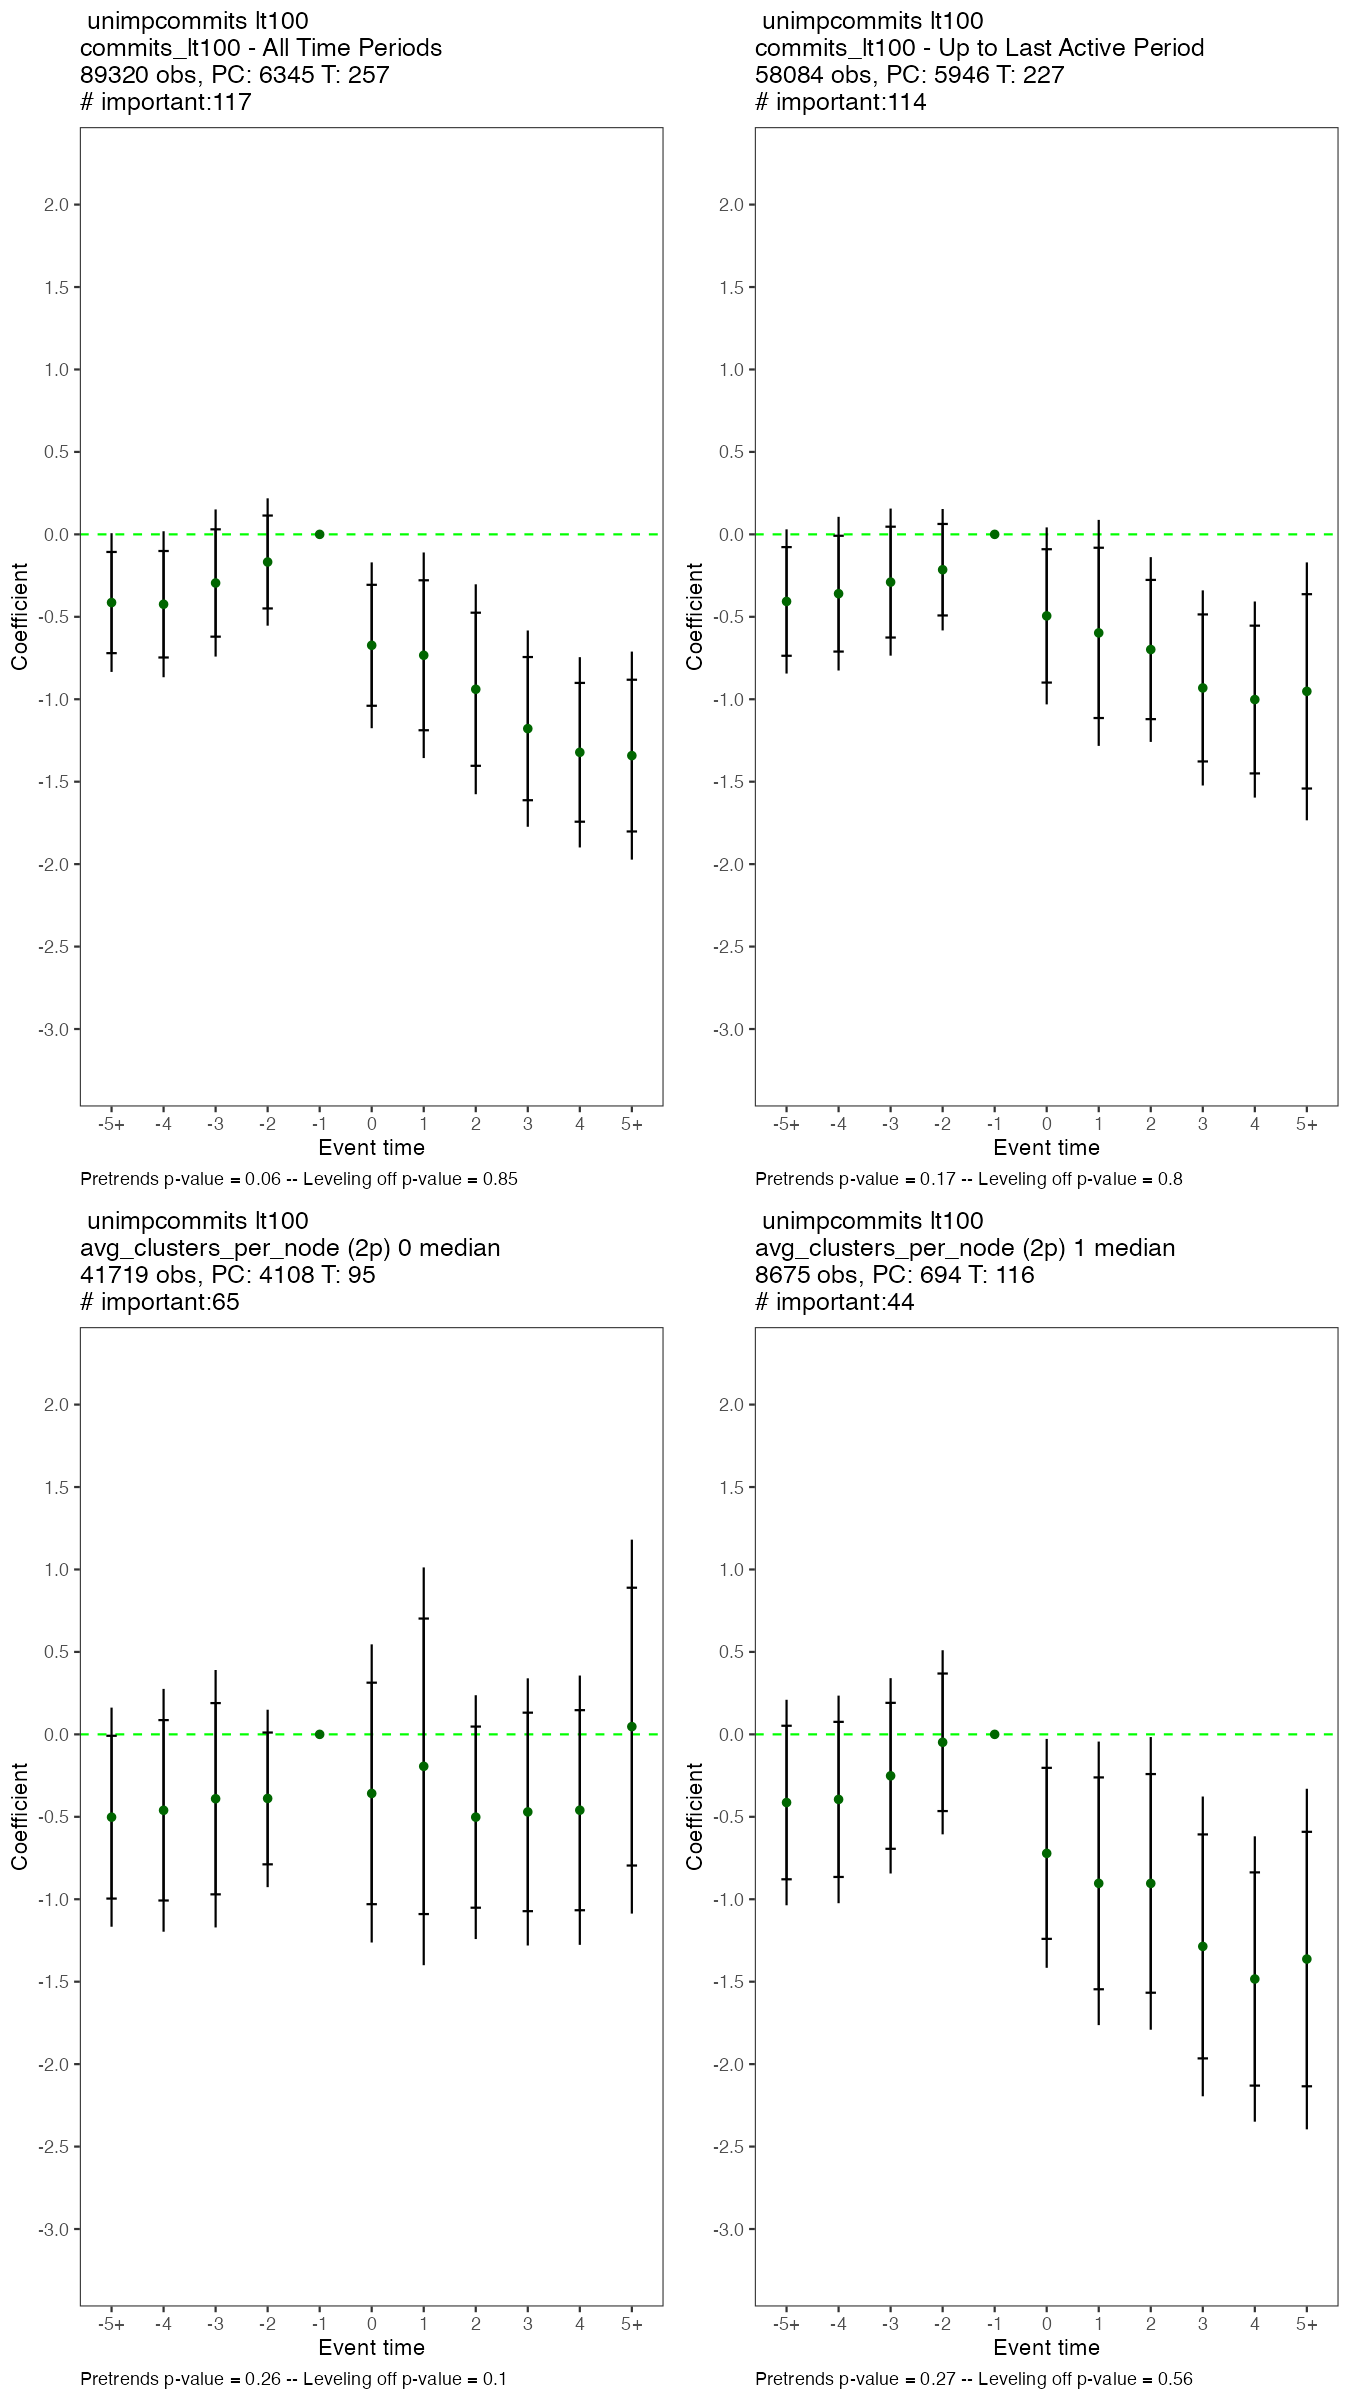 unimpcommits lt100
commits_lt100 - All Time Periods
89320 obs, PC: 6345 T: 257
# important:117
2.0
1.5
1.0
0.5
0.0
-0.5
-1.0
-1.5
-2.0
-2.5
-3.0
Coefficient
-5+ -4 -3 -2 -1 0 1 2 3 4 5+
Event time
Pretrends p-value = 0.06 -- Leveling off p-value = 0.85
unimpcommits lt100
commits_lt100 - Up to Last Active Period
58084 obs, PC: 5946 T: 227
# important:114
2.0
1.5
1.0
0.5
0.0
-0.5
-1.0
-1.5
-2.0
-2.5
-3.0
Coefficient
-5+ -4 -3 -2 -1 0 1 2 3 4 5+
Event time
Pretrends p-value = 0.17 -- Leveling off p-value = 0.8
unimpcommits lt100
avg_clusters_per_node (2p) 0 median
41719 obs, PC: 4108 T: 95
# important:65
2.0
1.5
1.0
0.5
0.0
-0.5
-1.0
-1.5
-2.0
-2.5
-3.0
Coefficient
-5+ -4 -3 -2 -1 0 1 2 3 4 5+
Event time
Pretrends p-value = 0.26 -- Leveling off p-value = 0.1
unimpcommits lt100
avg_clusters_per_node (2p) 1 median
8675 obs, PC: 694 T: 116
# important:44
2.0
1.5
1.0
0.5
0.0
-0.5
-1.0
-1.5
-2.0
-2.5
-3.0
Coefficient
-5+ -4 -3 -2 -1 0 1 2 3 4 5+
Event time
Pretrends p-value = 0.27 -- Leveling off p-value = 0.56